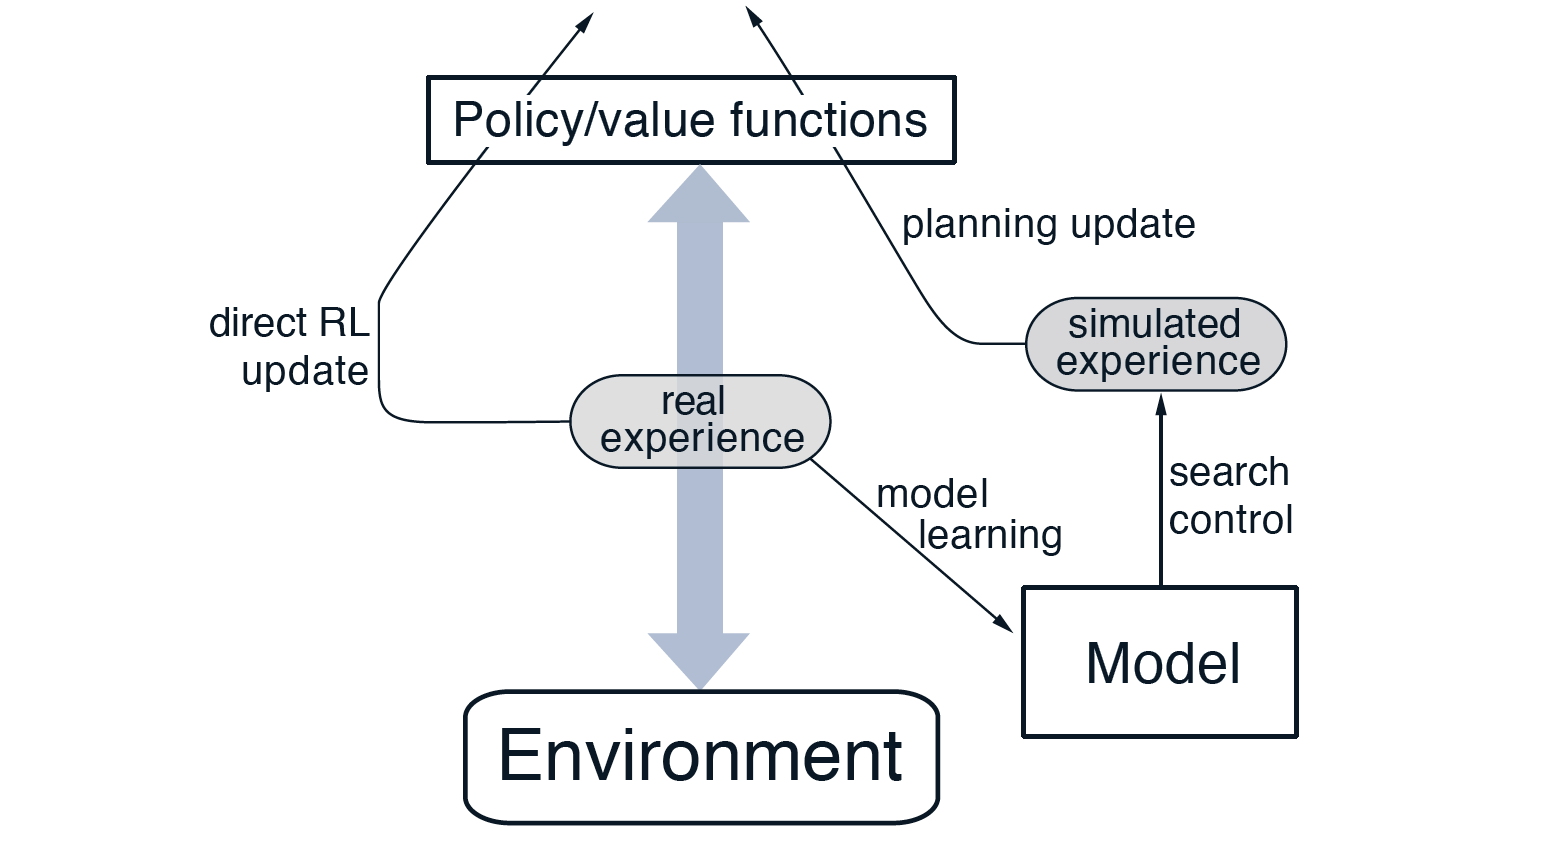 Policy/value functions
planning update
direct RL
update
simulated
experience
real
experience
model
learning
search
control
Model
Environment